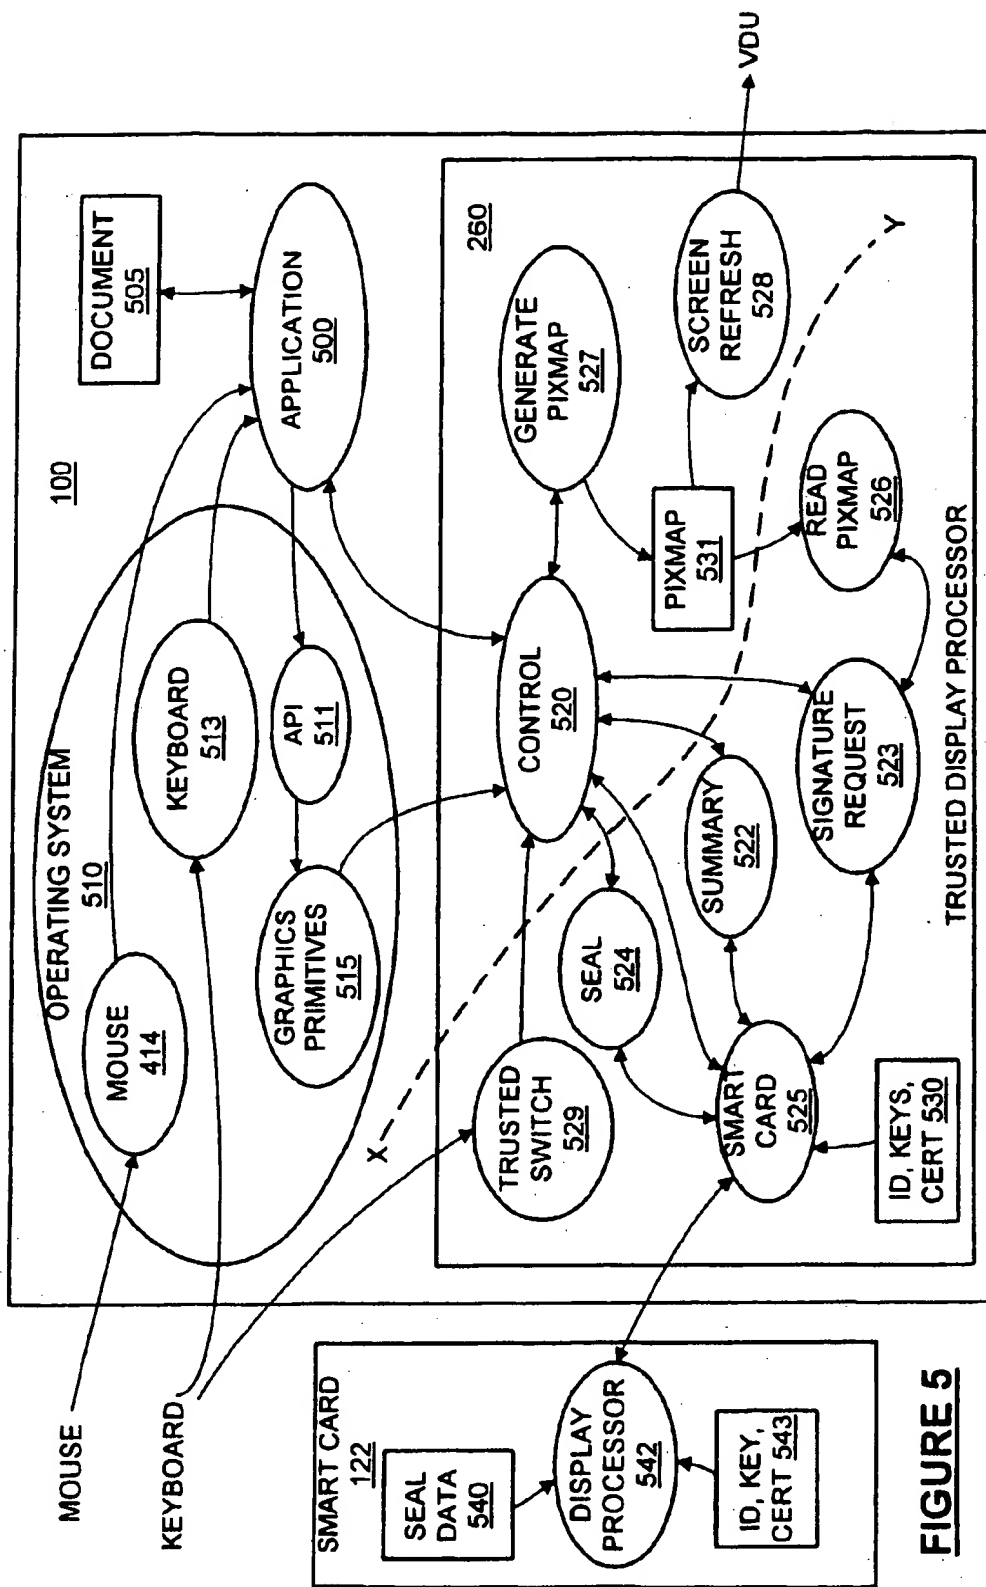 MOUSE
KEYBOARD
100
OPERATING SYSTEM
510
MOUSE
414
KEYBOARD
513
API
511
GRAPHICS
PRIMITIVES
515
DOCUMENT
505
APPLICATION
500
X
260
TRUSTED
SWITCH
529
CONTROL
520
GENERATE
PIXMAP
527
SEAL
524
PIXMAP
531
SCREEN
REFRESH
528
VDU
SUMMARY
522
SMART
CARD
525
SIGNATURE
REQUEST
523
READ
PIXMAP
526
Y
ID, KEYS,
CERT 530
TRUSTED DISPLAY PROCESSOR
SMART CARD
122
SEAL
DATA
540
DISPLAY
PROCESSOR
542
ID, KEY,
CERT 543
FIGURE 5